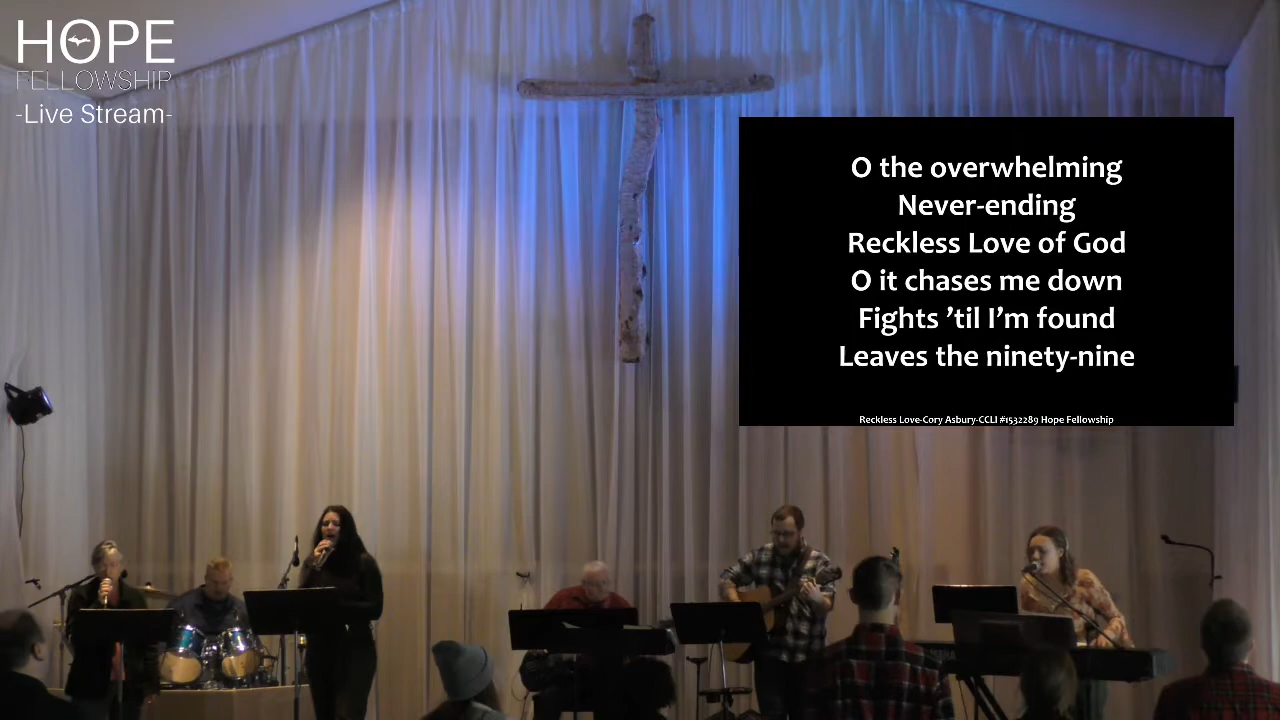 HOPE
FELLOWSHIP
-Live Stream-
O the overwhelming
Never-ending
Reckless Love of God
O it chases me down
Fights ’til I’m found
Leaves the ninety-nine
Reckless Love-Cory Asbury-CCLI #1532289 Hope Fellowship